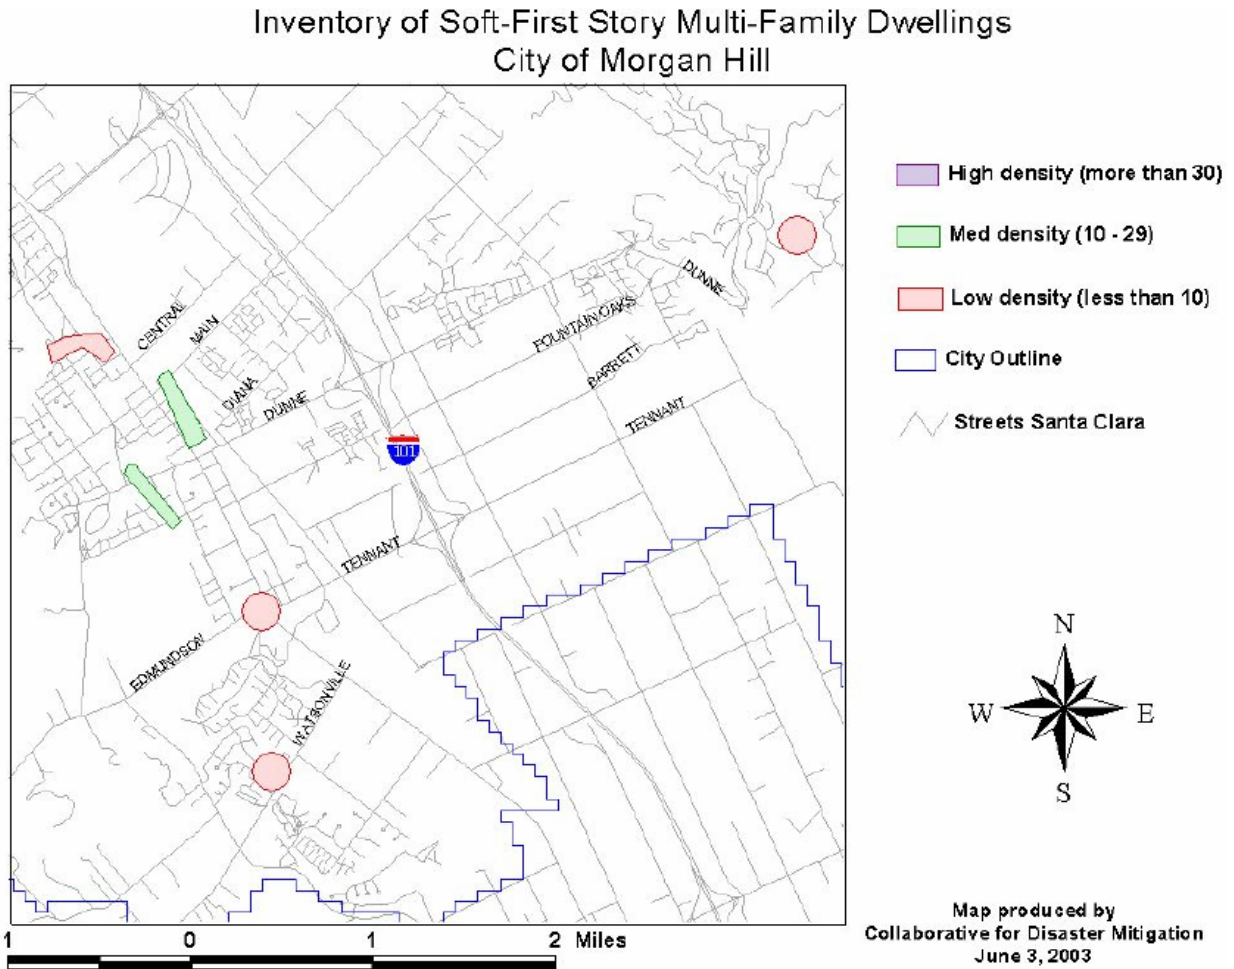 Inventory of Soft-First Story Multi-Family Dwellings
City of Morgan Hill
High density (more than 30)
Med density (10 - 29)
Low density (less than 10)
City Outline
Streets Santa Clara
DUNNE
CENTRAL
MAIN
FOUNTAIN OAKS
BARRETT
DIANA
DUNNE
TENNANT
101
TENNANT
EDMUNDSON
WATSONVILLE
N
W E
S
Map produced by
Collaborative for Disaster Mitigation
June 3, 2003
1 0 1 2 Miles